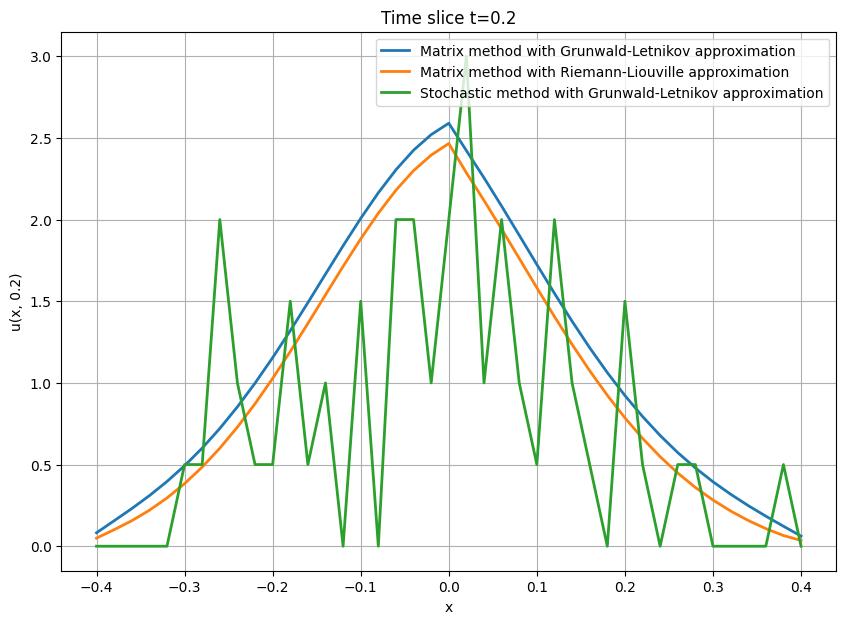 Time slice t=0.2
Matrix method with Grunwald-Letnikov approximation
Matrix method with Riemann-Liouville approximation
Stochastic method with Grunwald-Letnikov approximation
3.0
2.5
2.0
1.5
1.0
0.5
0.0
u(x, 0.2)
−0.4 −0.3 −0.2 −0.1 0.0 0.1 0.2 0.3 0.4
x